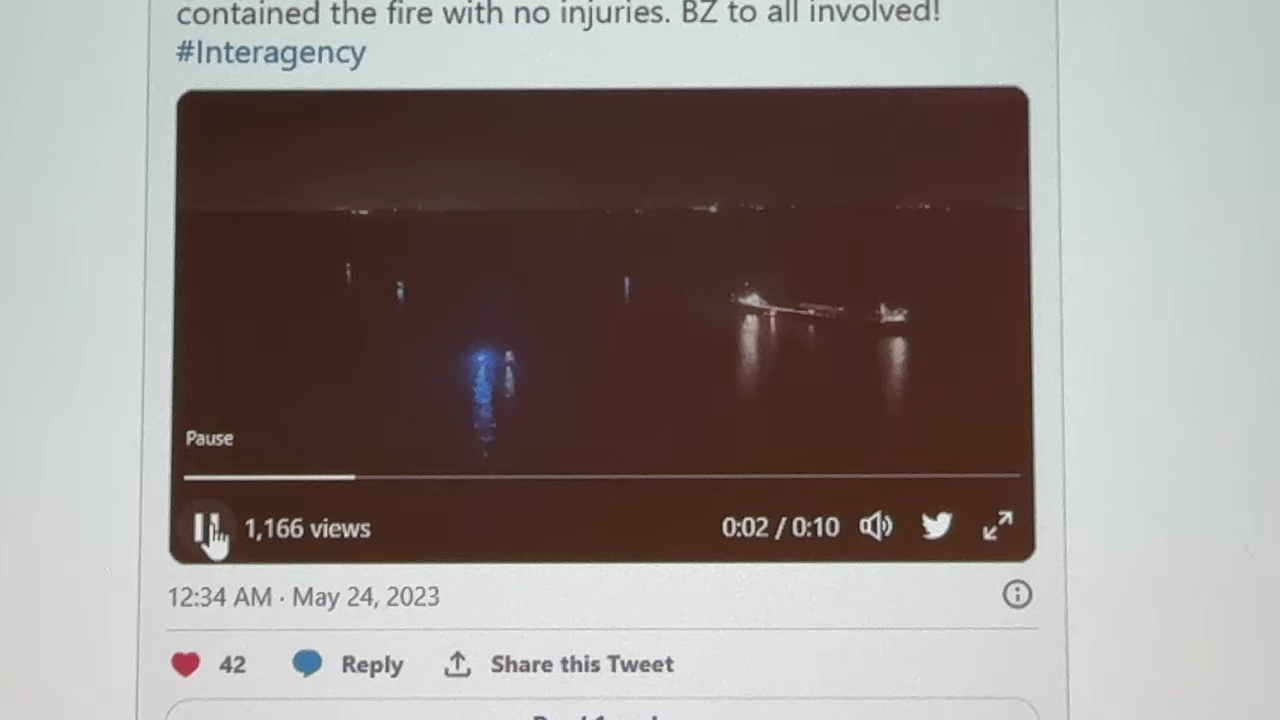 contained the fire with no injuries. BZ to all involved!
#Interagency
Pause
1,166 views
0:02 / 0:10
12:34 AM · May 24, 2023
42
Reply
Share this Tweet